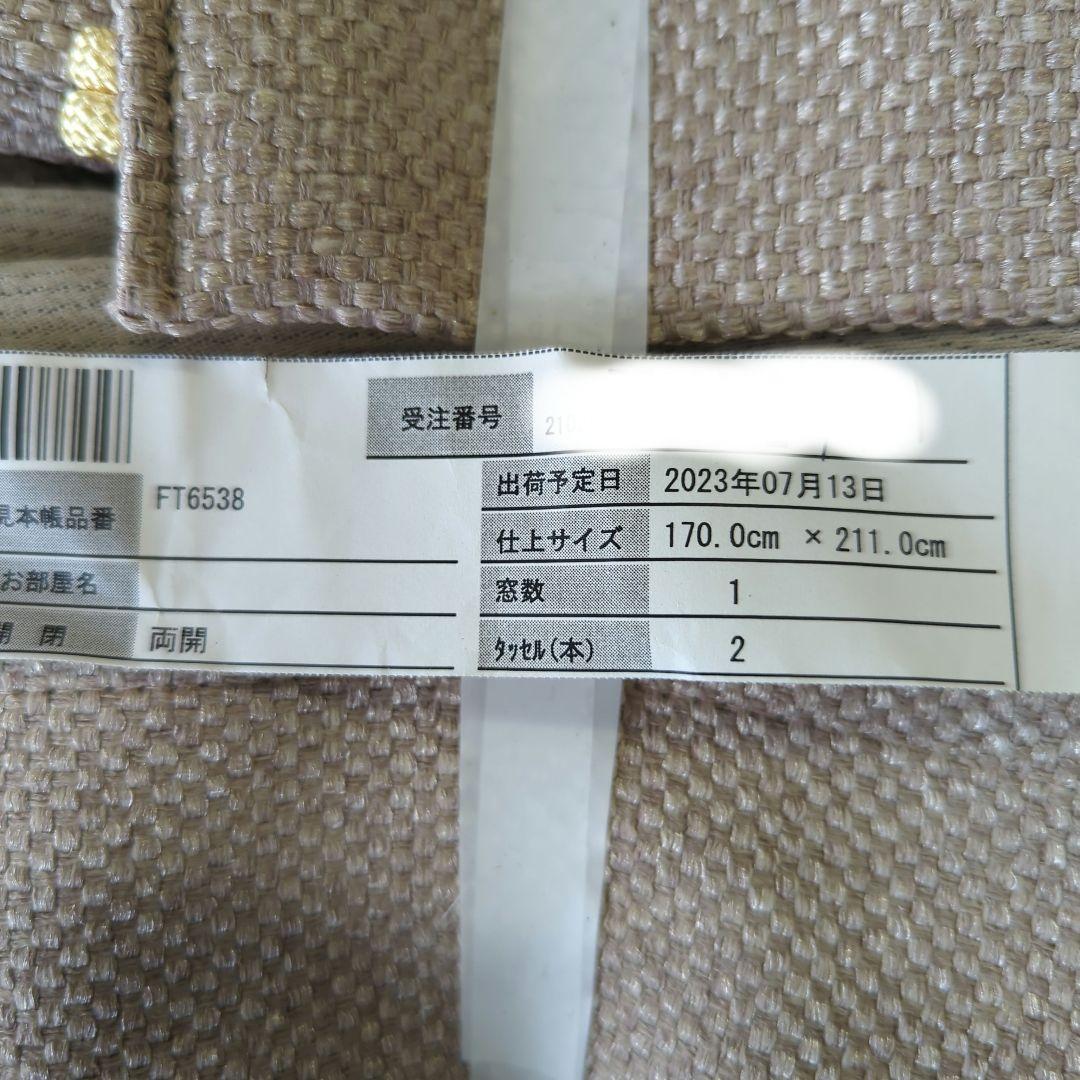 受注番号 210
見本帳品番 FT6538
お部屋名
開 閉 両開
出荷予定日 2023年07月13日
仕上サイズ 170.0cm × 211.0cm
窓数 1
ﾀｯｾﾙ(本) 2